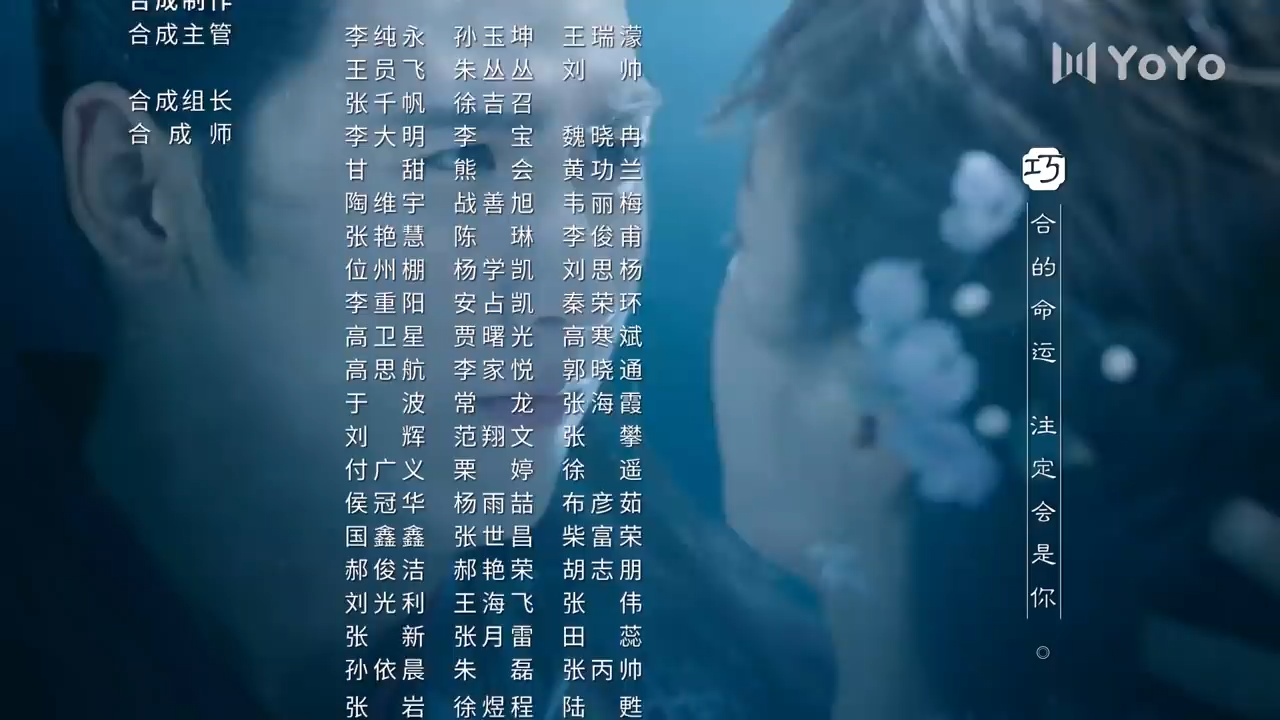 合成制作
合成主管 李纯永 孙玉坤 王瑞濛
王员飞 朱丛丛 刘帅
合成组长 张千帆 徐吉召
合成师 李大明 李宝 魏晓冉
甘甜 熊会 黄功兰
陶维宇 战善旭 韦丽梅
张艳慧 陈琳 李俊甫
位州棚 杨学凯 刘思杨
李重阳 安占凯 秦荣环
高卫星 贾曙光 高寒斌
高思航 李家悦 郭晓通
于波 常龙 张海霞
刘辉 范翔文 张攀
付广义 栗婷 徐遥
侯冠华 杨雨喆 布彦茹
国鑫鑫 张世昌 柴富荣
郝俊洁 郝艳荣 胡志朋
刘光利 王海飞 张伟
张新 张月雷 田蕊
孙依晨 朱磊 张丙帅
张岩 徐煜程 陆甦
YoYo
巧合的命运 注定会是你